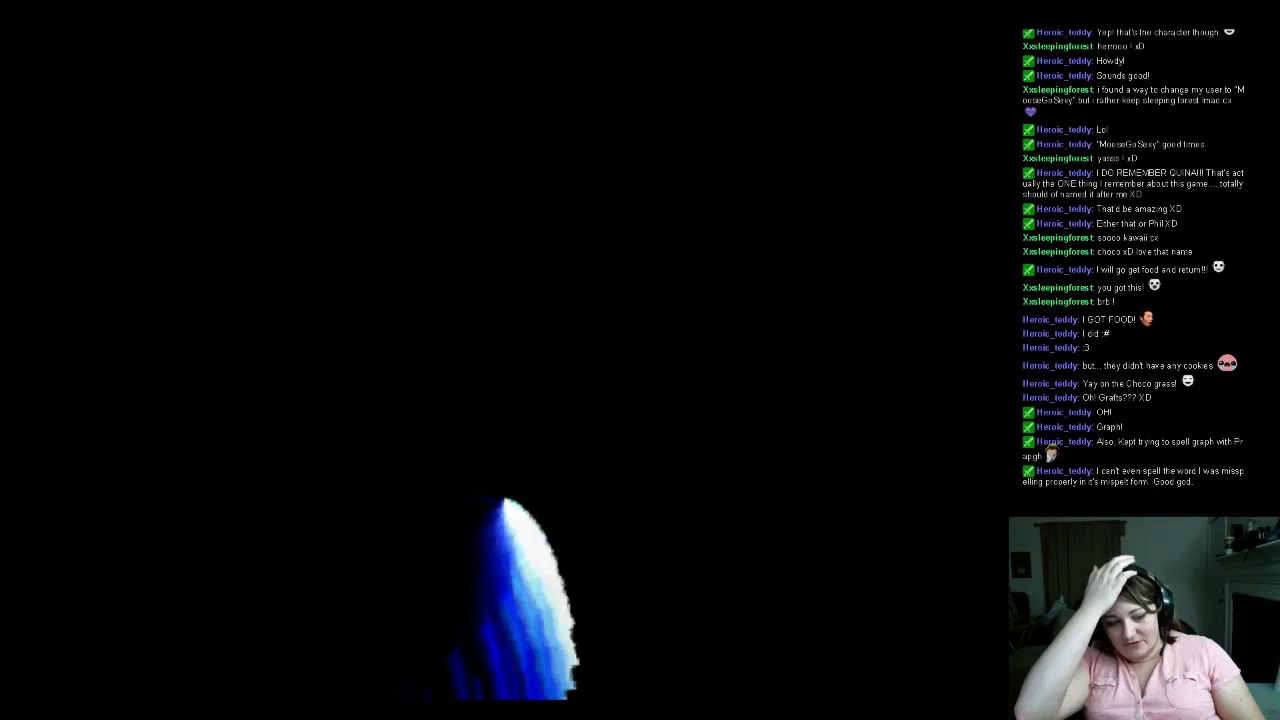 Heroic_teddy: Yep! that's the character though
Xxsleepingforest: herrooo ! xD
Heroic_teddy: Howdy!
Heroic_teddy: Sounds good!
Xxsleepingforest: i found a way to change my user to "M
ooseGoSexy" but i rather keep sleeping forest lmao cx
Heroic_teddy: Lol
Heroic_teddy: "MooseGoSexy" good times
Xxsleepingforest: yasss ! xD
Heroic_teddy: I DO REMEMBER QUINA!!! That's act
ually the ONE thing I remember about this game.... totally
should of named it after me XD
Heroic_teddy: That'd be amazing XD
Heroic_teddy: Either that or Phil XD
Xxsleepingforest: soooo kawaii cx
Xxsleepingforest: choco xD love that name
Heroic_teddy: I will go get food and return!!!
Xxsleepingforest: you got this!
Xxsleepingforest: brb !
Heroic_teddy: I GOT FOOD!
Heroic_teddy: I did :#
Heroic_teddy: :3
Heroic_teddy: but... they didn't have any cookies
Heroic_teddy: Yay on the Choco grass!
Heroic_teddy: Oh! Grafts??? XD
Heroic_teddy: OH!
Heroic_teddy: Graph!
Heroic_teddy: Also, Kept trying to spell graph with Pr
apgh
Heroic_teddy: I can't even spell the word I was missp
elling properly in it's mispelt form. Good god.